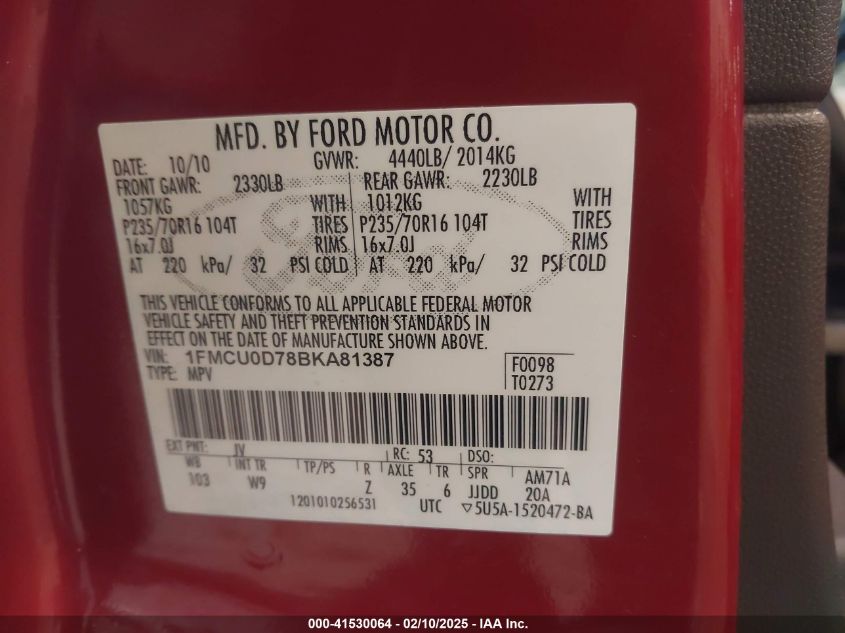 MFD. BY FORD MOTOR CO.
DATE: 10/10 GVWR: 4440LB/ 2014KG
FRONT GAWR: 2330LB REAR GAWR: 2230LB
1057KG WITH 1012KG WITH
P235/70R16 104T TIRES P235/70R16 104T TIRES
16x7.0J RIMS 16x7.0J RIMS
AT 220 kPa/ 32 PSI COLD AT 220 kPa/ 32 PSI COLD
THIS VEHICLE CONFORMS TO ALL APPLICABLE FEDERAL MOTOR
VEHICLE SAFETY AND THEFT PREVENTION STANDARDS IN
EFFECT ON THE DATE OF MANUFACTURE SHOWN ABOVE.
VIN: 1FMCU0D78BKA81387 F0098
TYPE: MPV T0273
EXT PNT: JV RC: 53 DSO:
WB INT TR TP/PS R AXLE TR SPR AM71A
103 W9 Z 35 6 JJDD 20A
1201010256531 UTC ▽5U5A-1520472-BA
Ford
000-41530064 - 02/10/2025 - IAA Inc.